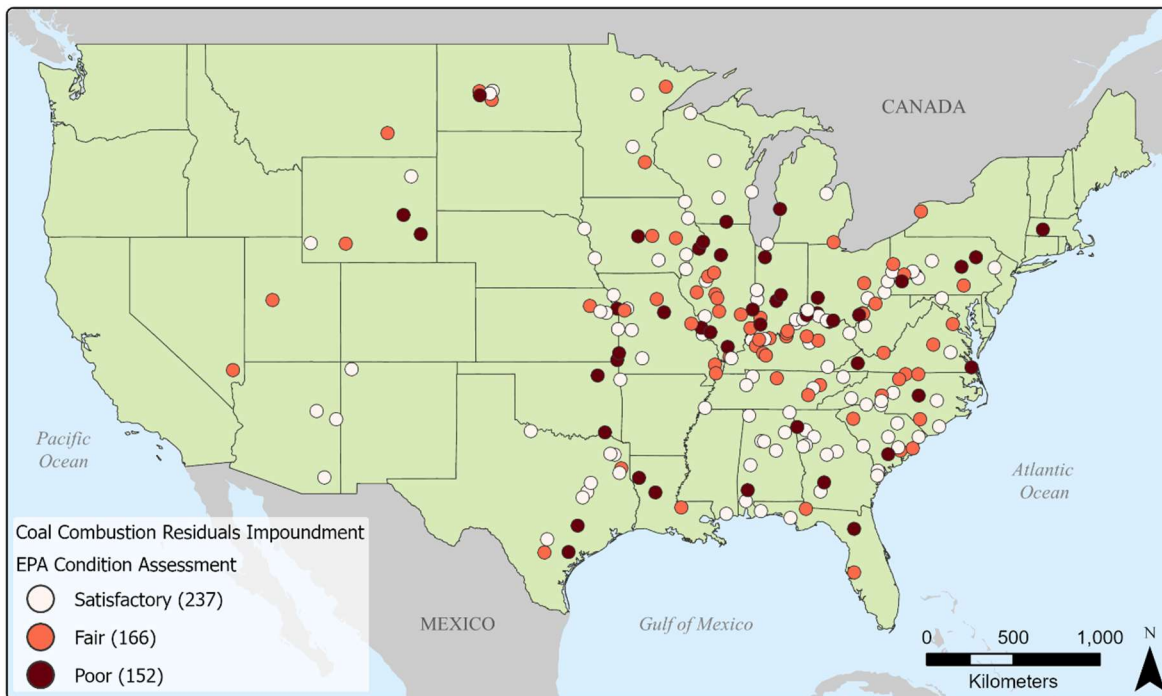 CANADA
Pacific
Ocean
Atlantic
Ocean
Coal Combustion Residuals Impoundment
EPA Condition Assessment
Satisfactory (237)
Fair (166)
Poor (152)
MEXICO
Gulf of Mexico
0 500 1,000
Kilometers
N